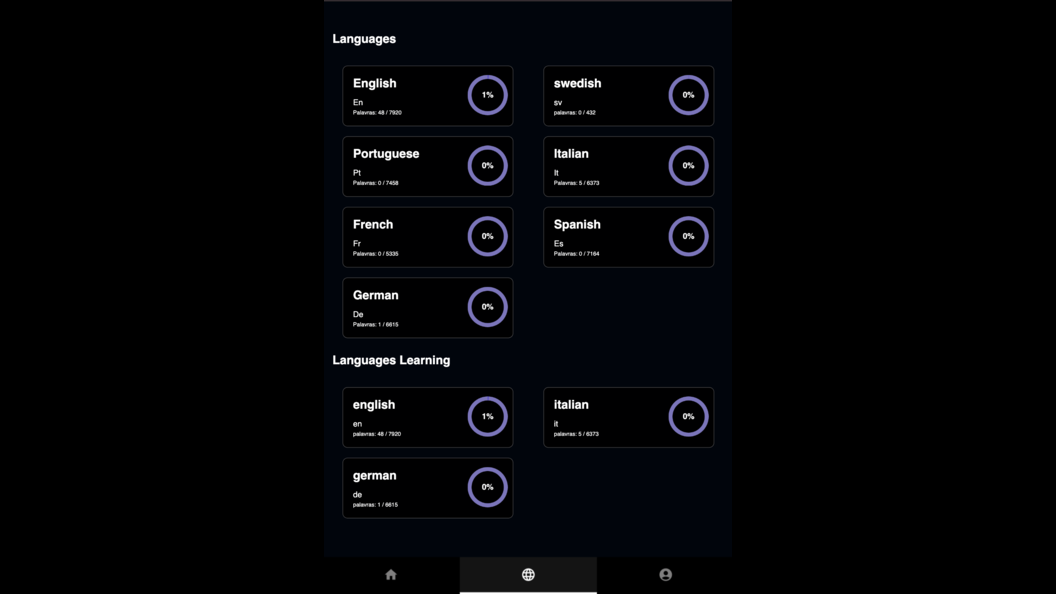 Languages
English
En
Palavras: 48 / 7920
1%
swedish
sv
palavras: 0 / 432
0%
Portuguese
Pt
Palavras: 0 / 7458
0%
Italian
It
Palavras: 5 / 6373
0%
French
Fr
Palavras: 0 / 5335
0%
Spanish
Es
Palavras: 0 / 7164
0%
German
De
Palavras: 1 / 6615
0%
Languages Learning
english
en
palavras: 48 / 7920
1%
italian
it
palavras: 5 / 6373
0%
german
de
palavras: 1 / 6615
0%